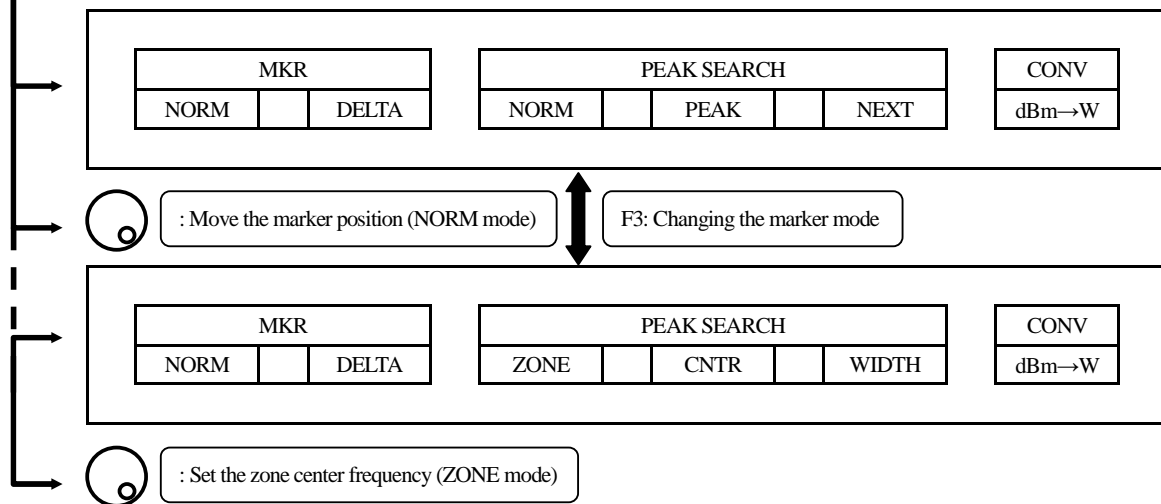 MKR PEAK SEARCH CONV
NORM DELTA NORM PEAK NEXT dBm→W
: Move the marker position (NORM mode) F3: Changing the marker mode
MKR PEAK SEARCH CONV
NORM DELTA ZONE CNTR WIDTH dBm→W
: Set the zone center frequency (ZONE mode)